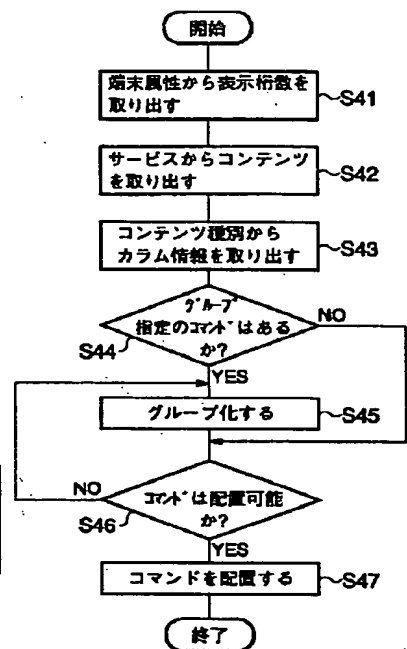 開始
端末属性から表示桁数を
取り出す
S41
サービスからコンテンツ
を取り出す
S42
コンテンツ種別から
カラム情報を取り出す
S43
グループ
指定のコマンドはある
か?
S44
NO
YES
グループ化する
S45
NO
コマンドは配置可能
か?
S46
YES
コマンドを配置する
S47
終了